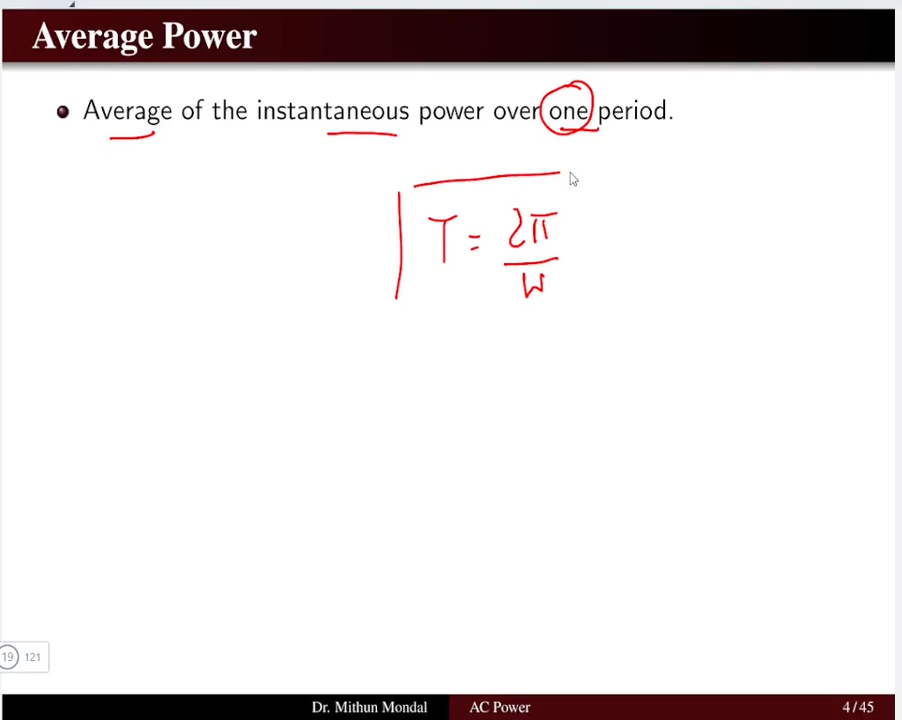 Average Power
Average of the instantaneous power over one period.
T = 2π
W
19 121
Dr. Mithun Mondal AC Power 4 / 45